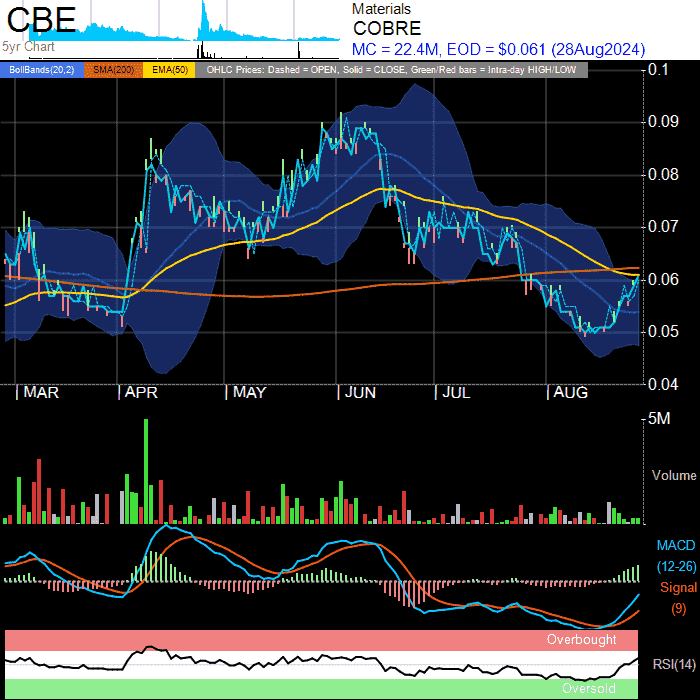 CBE
5yr Chart
Materials
COBRE
MC = 22.4M, EOD = $0.061 (28Aug2024)
BollBands(20,2) SMA(200) EMA(50) OHLC Prices: Dashed = OPEN, Solid = CLOSE, Green/Red bars = Intra-day HIGH/LOW
0.1
0.09
0.08
0.07
0.06
0.05
0.04
MAR APR MAY JUN JUL AUG
5M
Volume
MACD
(12-26)
Signal
(9)
Overbought
RSI(14)
Oversold